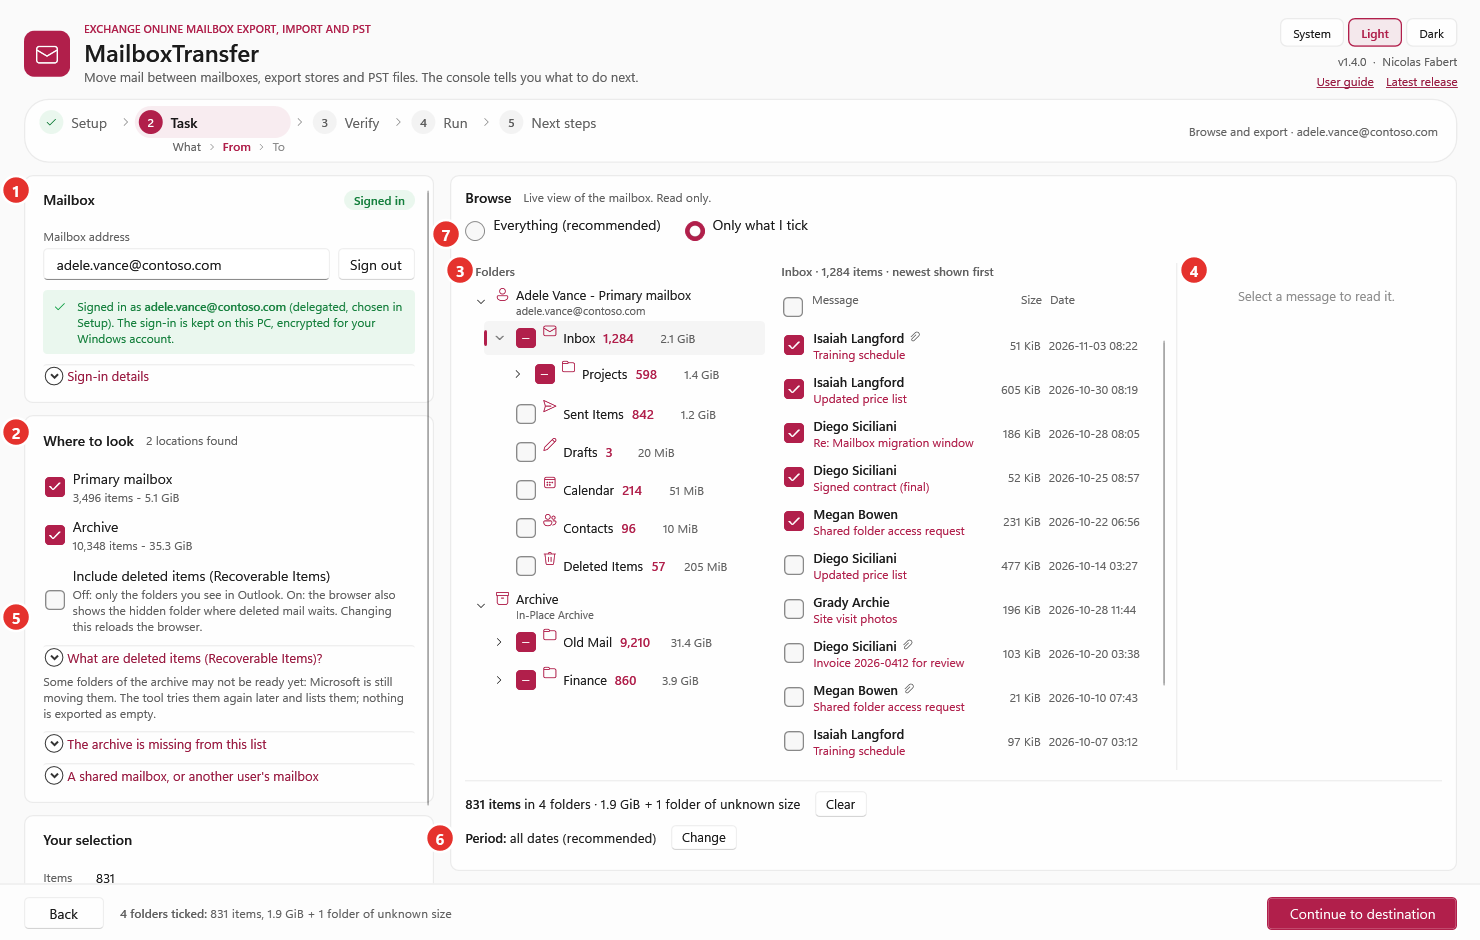 EXCHANGE ONLINE MAILBOX EXPORT, IMPORT AND PST
MailboxTransfer
Move mail between mailboxes, export stores and PST files. The console tells you what to do next.
System
Light
Dark
v1.4.0 · Nicolas Fabert
User guide
Latest release
Setup
2 Task
3 Verify
4 Run
5 Next steps
What
From
To
Browse and export · adele.vance@contoso.com
1
Mailbox
Signed in
Mailbox address
adele.vance@contoso.com
Sign out
Signed in as adele.vance@contoso.com (delegated, chosen in
Setup). The sign-in is kept on this PC, encrypted for your
Windows account.
Sign-in details
2
Where to look
2 locations found
Primary mailbox
3,496 items - 5.1 GiB
Archive
10,348 items - 35.3 GiB
5
Include deleted items (Recoverable Items)
Off: only the folders you see in Outlook. On: the browser also
shows the hidden folder where deleted mail waits. Changing
this reloads the browser.
What are deleted items (Recoverable Items)?
Some folders of the archive may not be ready yet: Microsoft is still
moving them. The tool tries them again later and lists them; nothing
is exported as empty.
The archive is missing from this list
A shared mailbox, or another user's mailbox
Your selection
Items 831
Browse
Live view of the mailbox. Read only.
7
Everything (recommended)
Only what I tick
3
Folders
Adele Vance - Primary mailbox
adele.vance@contoso.com
Inbox 1,284 2.1 GiB
Projects 598 1.4 GiB
Sent Items 842 1.2 GiB
Drafts 3 20 MiB
Calendar 214 51 MiB
Contacts 96 10 MiB
Deleted Items 57 205 MiB
Archive
In-Place Archive
Old Mail 9,210 31.4 GiB
Finance 860 3.9 GiB
Inbox · 1,284 items · newest shown first
Message Size Date
Isaiah Langford
Training schedule
51 KiB 2026-11-03 08:22
Isaiah Langford
Updated price list
605 KiB 2026-10-30 08:19
Diego Siciliani
Re: Mailbox migration window
186 KiB 2026-10-28 08:05
Diego Siciliani
Signed contract (final)
52 KiB 2026-10-25 08:57
Megan Bowen
Shared folder access request
231 KiB 2026-10-22 06:56
Diego Siciliani
Updated price list
477 KiB 2026-10-14 03:27
Grady Archie
Site visit photos
196 KiB 2026-10-28 11:44
Diego Siciliani
Invoice 2026-0412 for review
103 KiB 2026-10-20 03:38
Megan Bowen
Shared folder access request
21 KiB 2026-10-10 07:43
Isaiah Langford
Training schedule
97 KiB 2026-10-07 03:12
4
Select a message to read it.
831 items in 4 folders · 1.9 GiB + 1 folder of unknown size
Clear
6
Period: all dates (recommended)
Change
Back
4 folders ticked: 831 items, 1.9 GiB + 1 folder of unknown size
Continue to destination